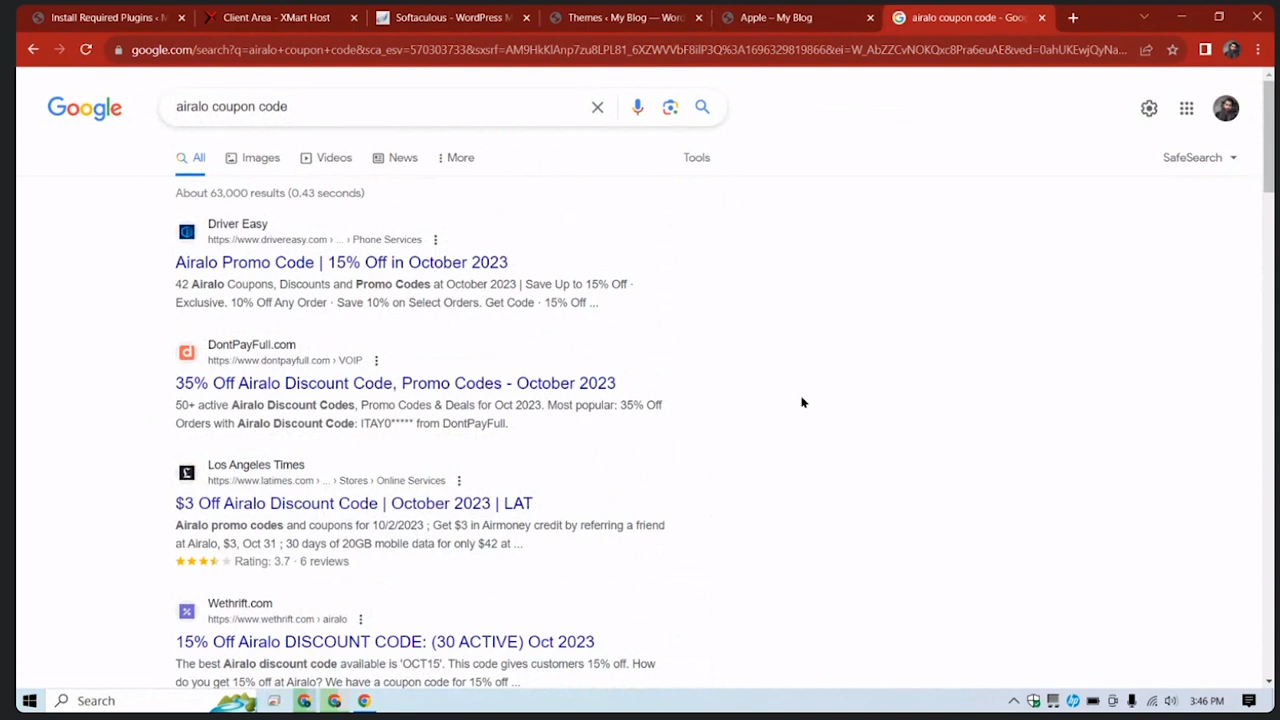 Install Required Plugins ‹ M
Client Area - XMart Host
Softaculous - WordPress M
Themes ‹ My Blog — Word
Apple – My Blog
airalo coupon code - Goo
google.com/search?q=airalo+coupon+code&sca_esv=570303733&sxsrf=
Google
airalo coupon code
All
Images
Videos
News
More
Tools
SafeSearch
About 63,000 results (0.43 seconds)
Driver Easy
https://www.drivereasy.com › ... › Phone Services
Airalo Promo Code | 15% Off in October 2023
42 Airalo Coupons, Discounts and Promo Codes at October 2023 | Save Up to 15% Off ·
Exclusive. 10% Off Any Order · Save 10% on Select Orders. Get Code · 15% Off ...
DontPayFull.com
https://www.dontpayfull.com › VOIP
35% Off Airalo Discount Code, Promo Codes - October 2023
50+ active Airalo Discount Codes, Promo Codes & Deals for Oct 2023. Most popular: 35% Off
Orders with Airalo Discount Code: ITAY0***** from DontPayFull.
Los Angeles Times
https://www.latimes.com › ... › Stores › Online Services
$3 Off Airalo Discount Code | October 2023 | LAT
Airalo promo codes and coupons for 10/2/2023 ; Get $3 in Airmoney credit by referring a friend
at Airalo, $3, Oct 31 ; 30 days of 20GB mobile data for only $42 at ...
Rating: 3.7 · 6 reviews
Wethrift.com
https://www.wethrift.com › airalo
15% Off Airalo DISCOUNT CODE: (30 ACTIVE) Oct 2023
The best Airalo discount code available is 'OCT15'. This code gives customers 15% off. How
do you get 15% off at Airalo? We have a coupon code for 15% off ...
Search
3:46 PM